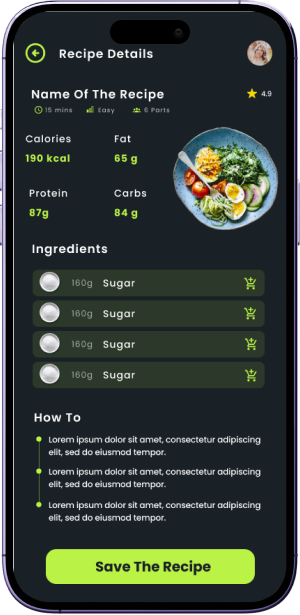 Recipe Details
Name Of The Recipe
4.9
15 mins Easy 6 Parts
Calories Fat
190 kcal 65 g
Protein Carbs
87g 84 g
Ingredients
160g Sugar
160g Sugar
160g Sugar
160g Sugar
How To
Lorem ipsum dolor sit amet, consectetur adipiscing
elit, sed do eiusmod tempor.
Lorem ipsum dolor sit amet, consectetur adipiscing
elit, sed do eiusmod tempor.
Lorem ipsum dolor sit amet, consectetur adipiscing
elit, sed do eiusmod tempor.
Save The Recipe